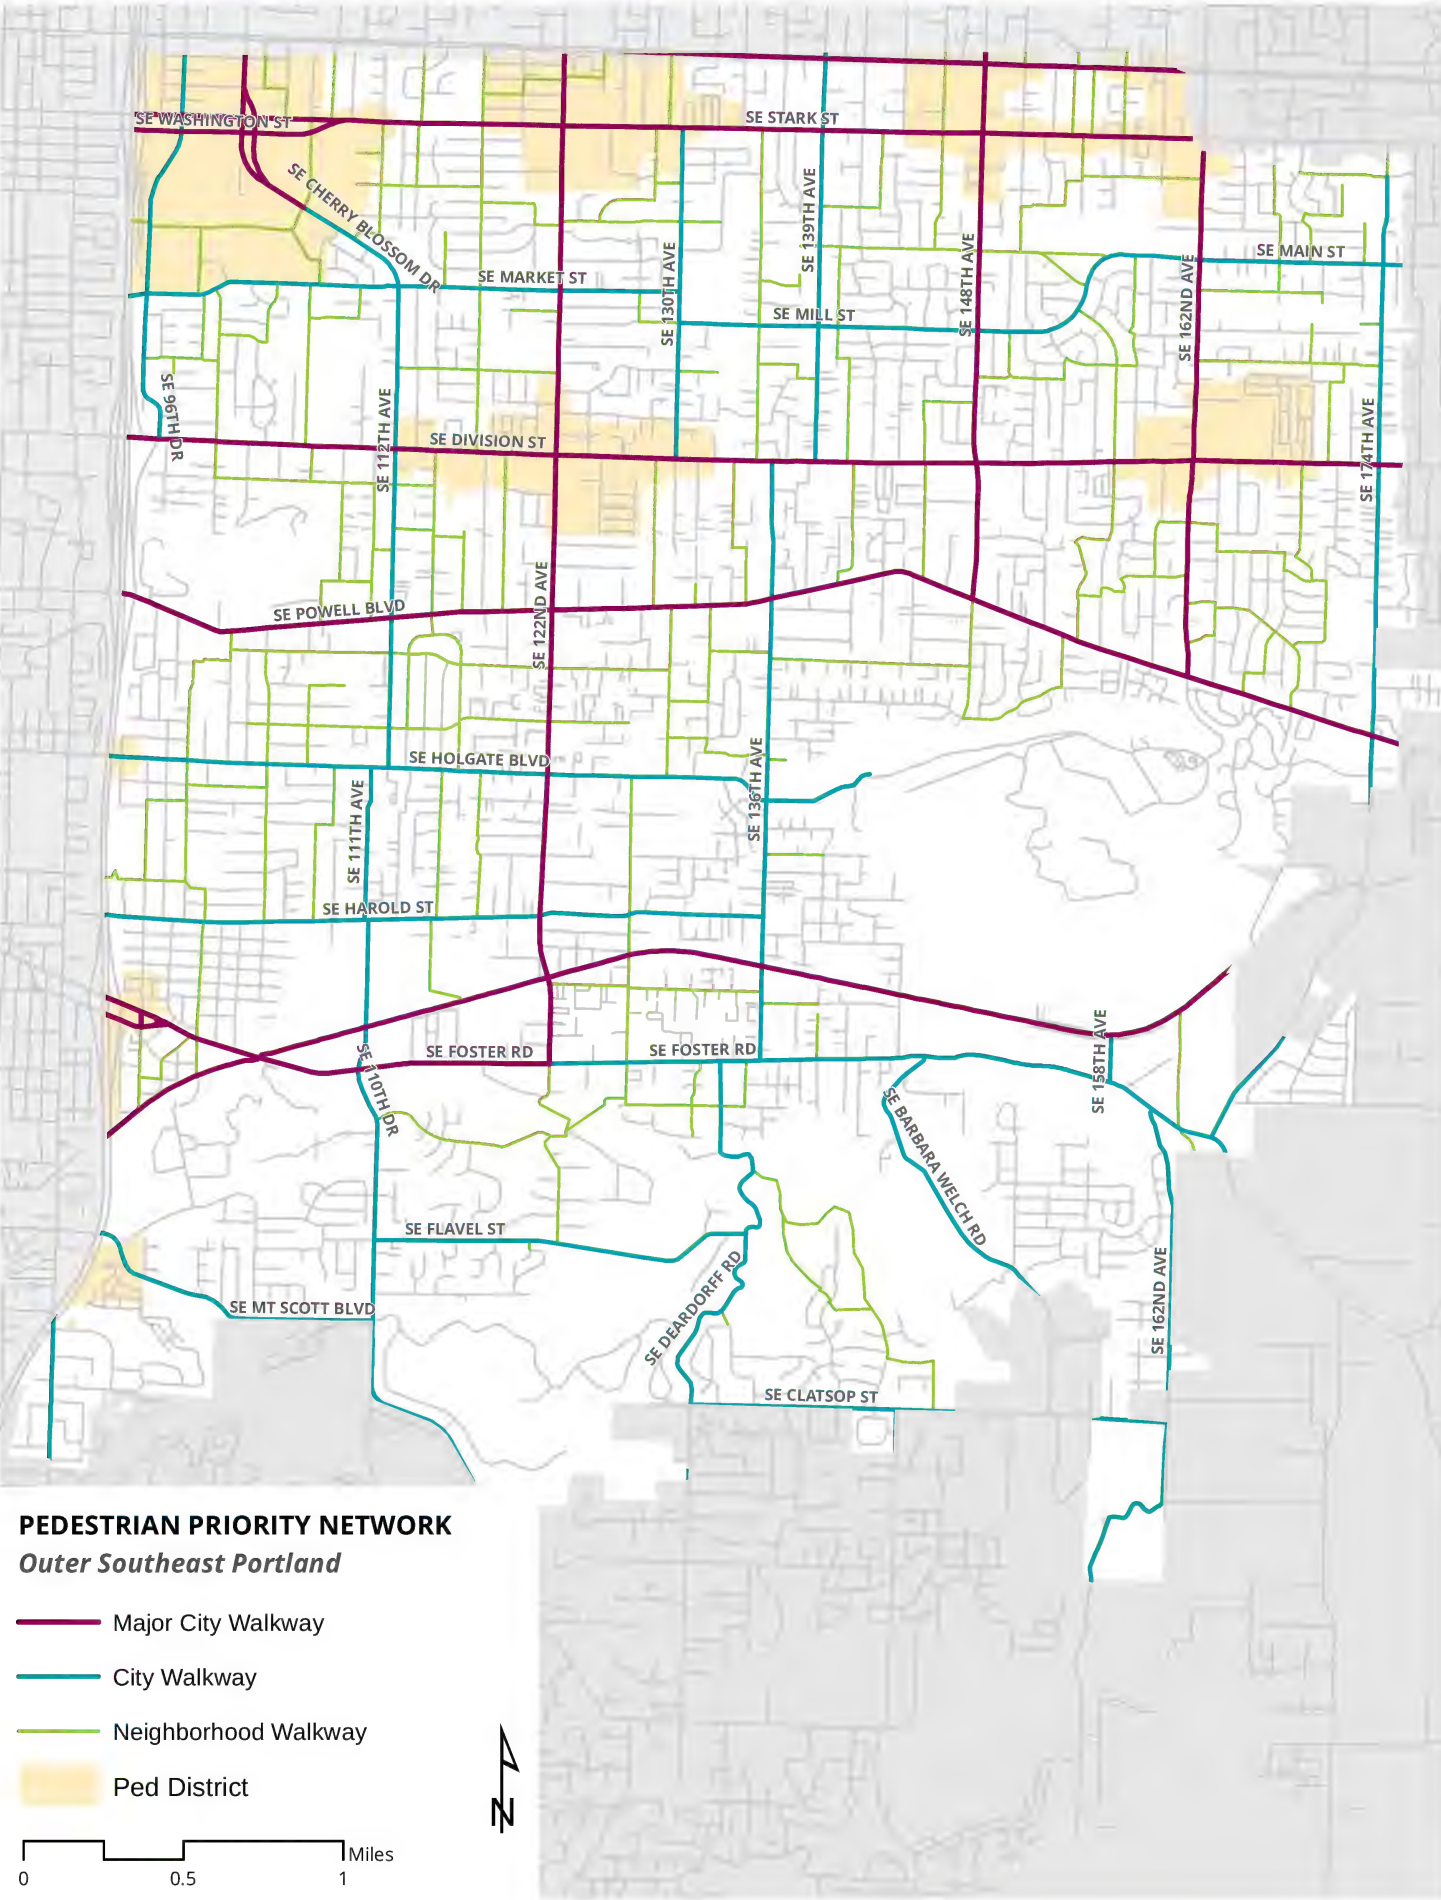 SE WASHINGTON ST
SE STARK ST
SE CHERRY BLOSSOM DR
SE 139TH AVE
SE 130TH AVE
SE 148TH AVE
SE 162ND AVE
SE MAIN ST
SE MARKET ST
SE MILL ST
SE 96TH DR
SE 112TH AVE
SE DIVISION ST
SE 174TH AVE
SE POWELL BLVD
SE 122ND AVE
SE HOLGATE BLVD
SE 136TH AVE
SE 111TH AVE
SE HAROLD ST
SE FOSTER RD
SE FOSTER RD
SE 158TH AVE
SE 110TH DR
SE BARBARA WELCH RD
SE FLAVEL ST
SE DEARDORFF RD
SE 162ND AVE
SE MT SCOTT BLVD
SE CLATSOP ST
PEDESTRIAN PRIORITY NETWORK
Outer Southeast Portland
Major City Walkway
City Walkway
Neighborhood Walkway
Ped District
N
Miles
0 0.5 1